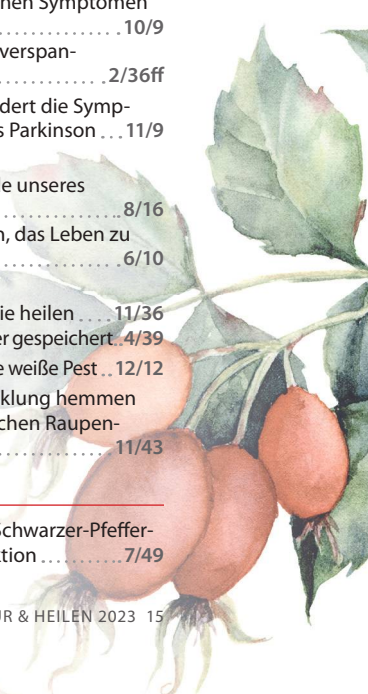 hen Symptomen
10/9
verspan-
2/36ff
dert die Symp-
s Parkinson 11/9
le unseres
8/16
n, das Leben zu
6/10
ie heilen 11/36
er gespeichert 4/39
e weiße Pest 12/12
klung hemmen
chen Raupen-
11/43
Schwarzer-Pfeffer-
tion 7/49
R & HEILEN 2023 15